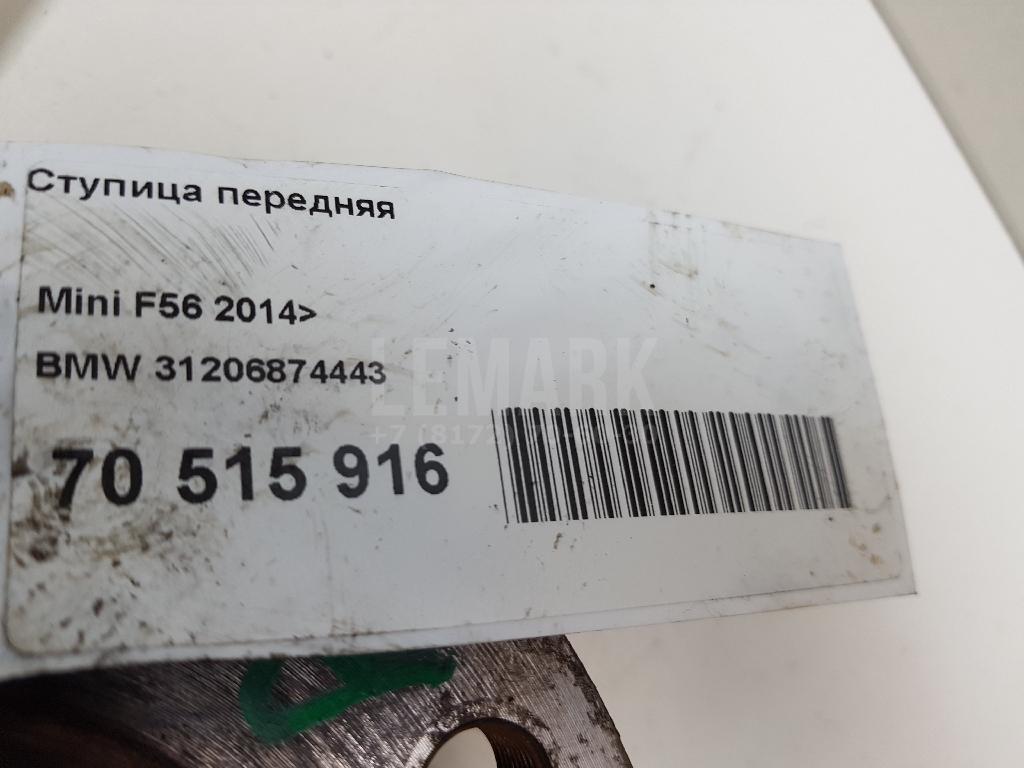 Ступица передняя
Mini F56 2014>
BMW 31206874443
LEMARK
70 515 916